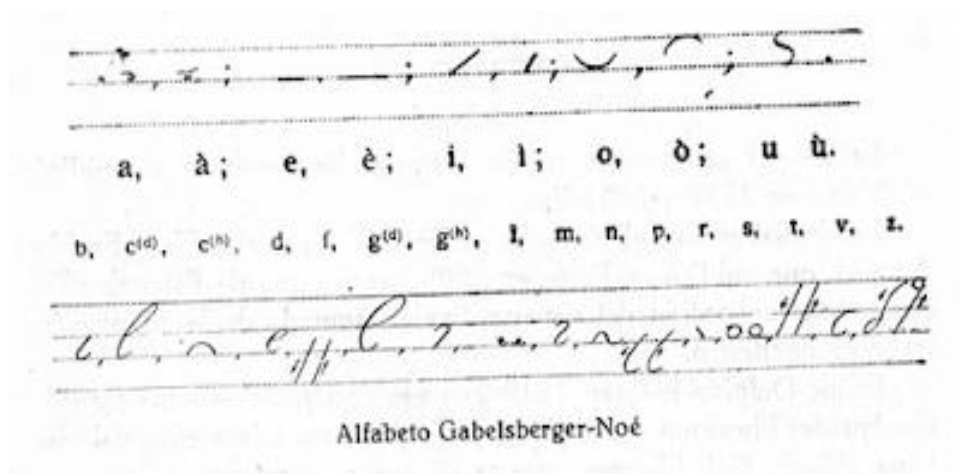 a, à; e, è; i, ì; o, ò; u ù.
b, c(d), c(h), d, f, g(d), g(h), l, m, n, p, r, s, t, v, z.
Alfabeto Gabelsberger-Noé